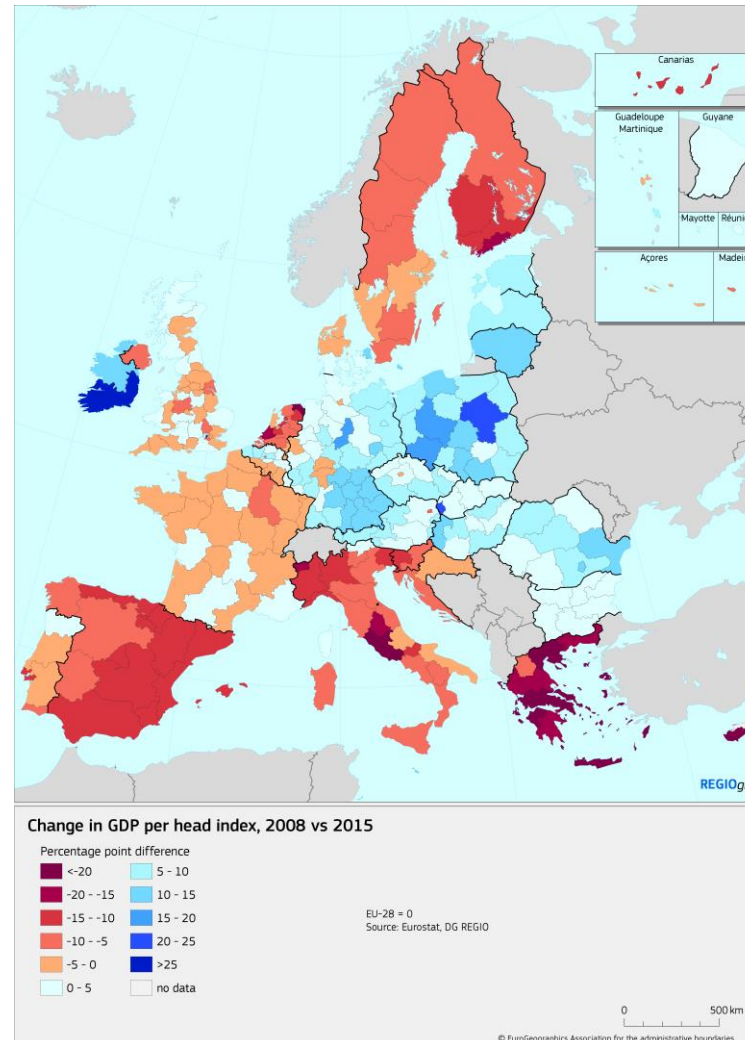 Canarias
Guadeloupe
Martinique
Guyane
Mayotte
Açores
REGIO
Change in GDP per head index, 2008 vs 2015
Percentage point difference
<-20
-20 - -15
-15 - -10
-10 - -5
-5 - 0
0 - 5
5 - 10
10 - 15
15 - 20
20 - 25
>25
no data
EU-28 = 0
Source: Eurostat, DG REGIO
0 500 km
© EuroGeographics Association for the administrative boundaries